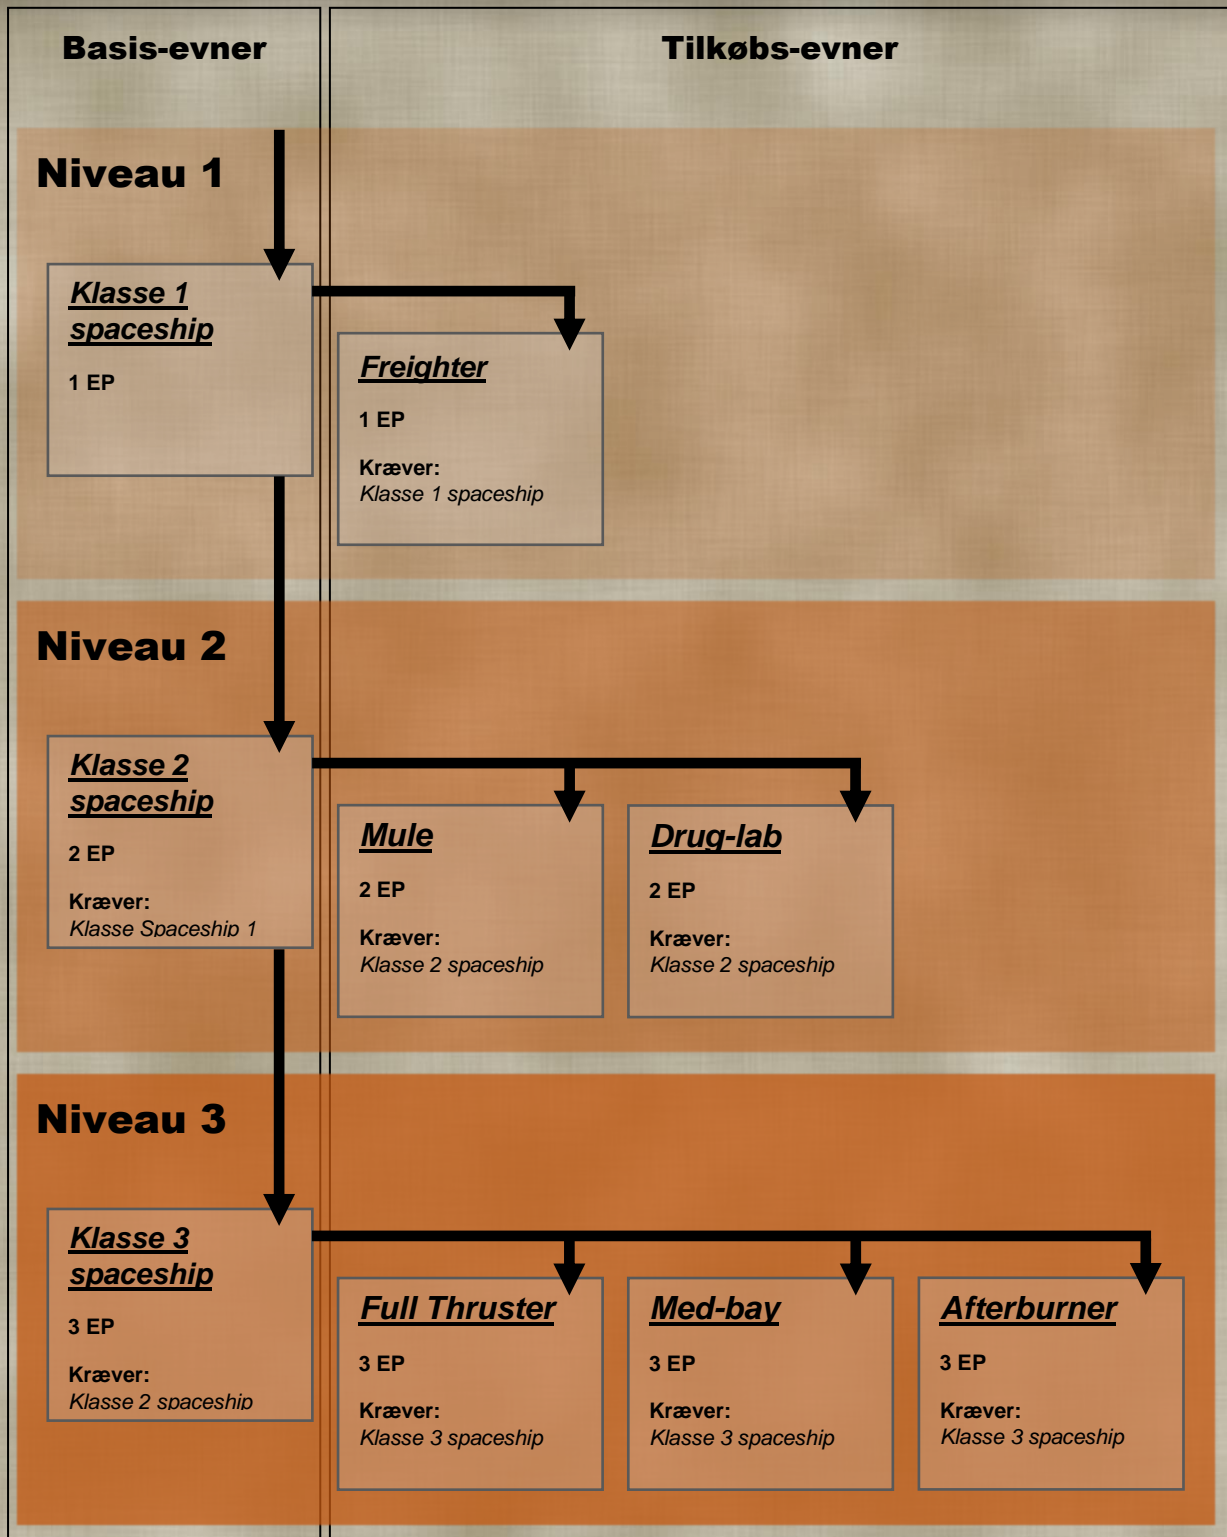 Basis-evner
Tilkøbs-evner
Niveau 1
Klasse 1
spaceship
1 EP
Freighter
1 EP
Kræver:
Klasse 1 spaceship
Niveau 2
Klasse 2
spaceship
2 EP
Kræver:
Klasse Spaceship 1
Mule
2 EP
Kræver:
Klasse 2 spaceship
Drug-lab
2 EP
Kræver:
Klasse 2 spaceship
Niveau 3
Klasse 3
spaceship
3 EP
Kræver:
Klasse 2 spaceship
Full Thruster
3 EP
Kræver:
Klasse 3 spaceship
Med-bay
3 EP
Kræver:
Klasse 3 spaceship
Afterburner
3 EP
Kræver:
Klasse 3 spaceship